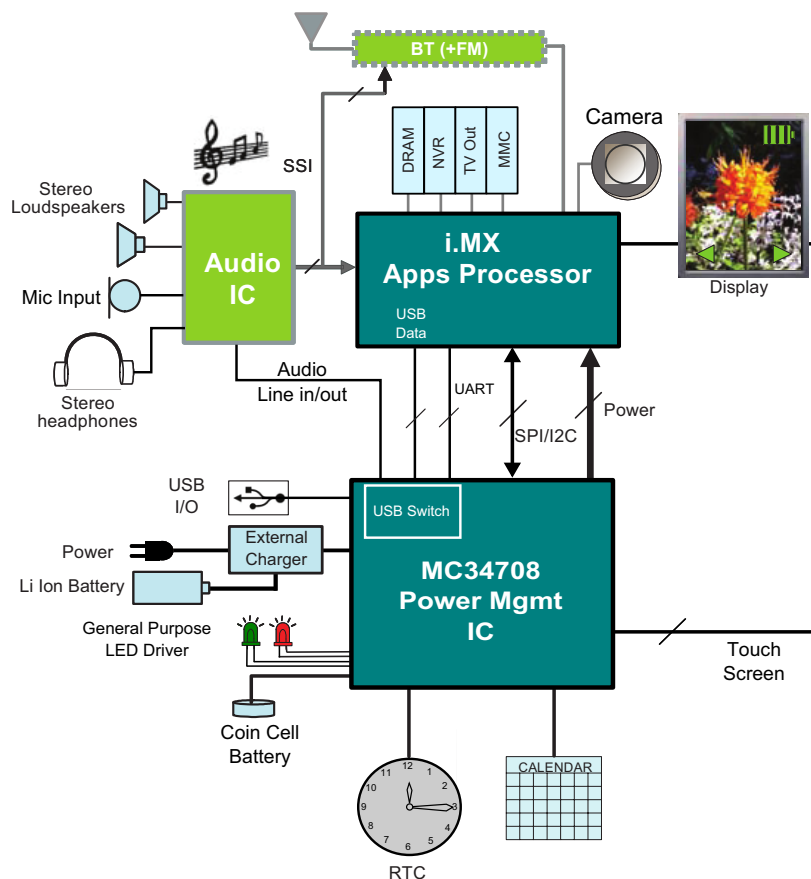 BT (+FM)
DRAM
NVR
TV Out
MMC
Camera
SSI
Stereo
Loudspeakers
Audio
IC
i.MX
Apps Processor
USB
Data
Display
Mic Input
Stereo
headphones
Audio
Line in/out
UART
SPI/I2C
Power
USB
I/O
USB Switch
Power
External
Charger
MC34708
Power Mgmt
IC
Li Ion Battery
General Purpose
LED Driver
Touch
Screen
Coin Cell
Battery
12
1
2
3
4
5
6
7
8
9
10
11
RTC
CALENDAR